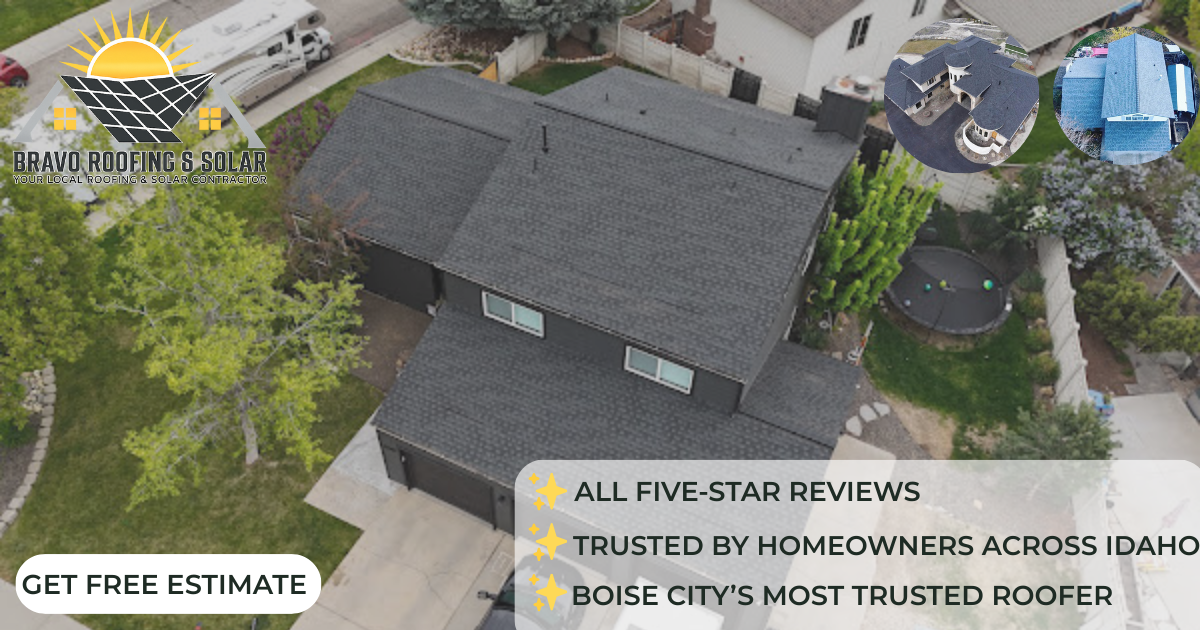 BRAVO ROOFING & SOLAR
YOUR LOCAL ROOFING & SOLAR CONTRACTOR
ALL FIVE-STAR REVIEWS
TRUSTED BY HOMEOWNERS ACROSS IDAHO
BOISE CITY’S MOST TRUSTED ROOFER
GET FREE ESTIMATE